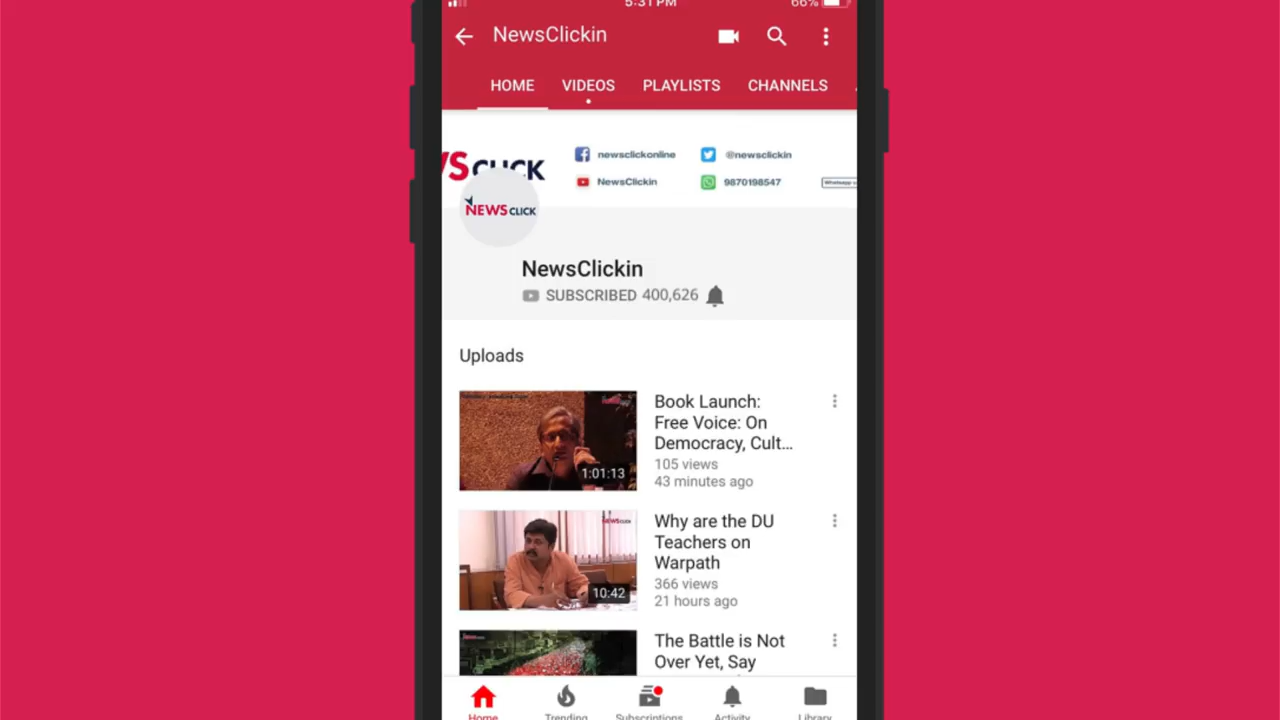 5:31 PM
66%
NewsClickin
HOME VIDEOS PLAYLISTS CHANNELS
WS CLICK
newsclickonline
@newsclickin
NewsClickin
9870198547
NEWSCLICK
NewsClickin
SUBSCRIBED 400,626
Uploads
1:01:13
Book Launch:
Free Voice: On
Democracy, Cult...
105 views
43 minutes ago
NEWSCLICK
10:42
Why are the DU
Teachers on
Warpath
366 views
21 hours ago
The Battle is Not
Over Yet, Say
Home Trending Subscriptions Activity Library